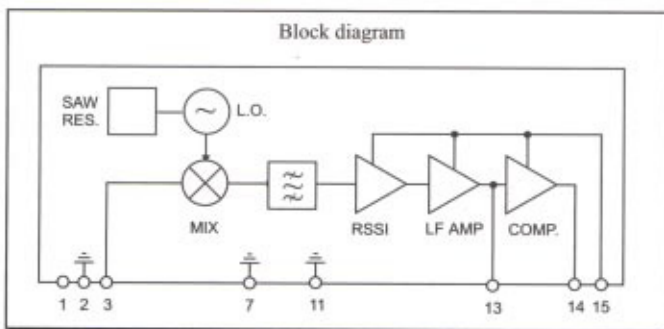 Block diagram
SAW
RES.
L.O.
MIX
RSSI
LF AMP
COMP.
1 2 3 7 11 13 14 15